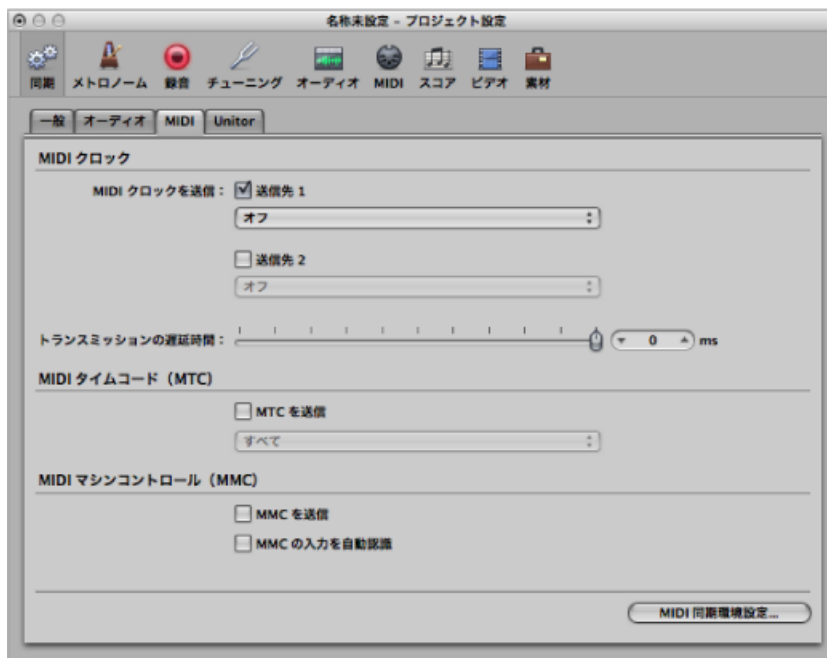 名称未設定 – プロジェクト設定
同期 メトロノーム 録音 チューニング オーディオ MIDI スコア ビデオ 素材
一般 オーディオ MIDI Unitor
MIDI クロック
MIDI クロックを送信： 送信先 1
オフ
送信先 2
オフ
トランスミッションの遅延時間： 0 ms
MIDI タイムコード（MTC）
MTC を送信
すべて
MIDI マシンコントロール（MMC）
MMC を送信
MMC の入力を自動認識
MIDI 同期環境設定...